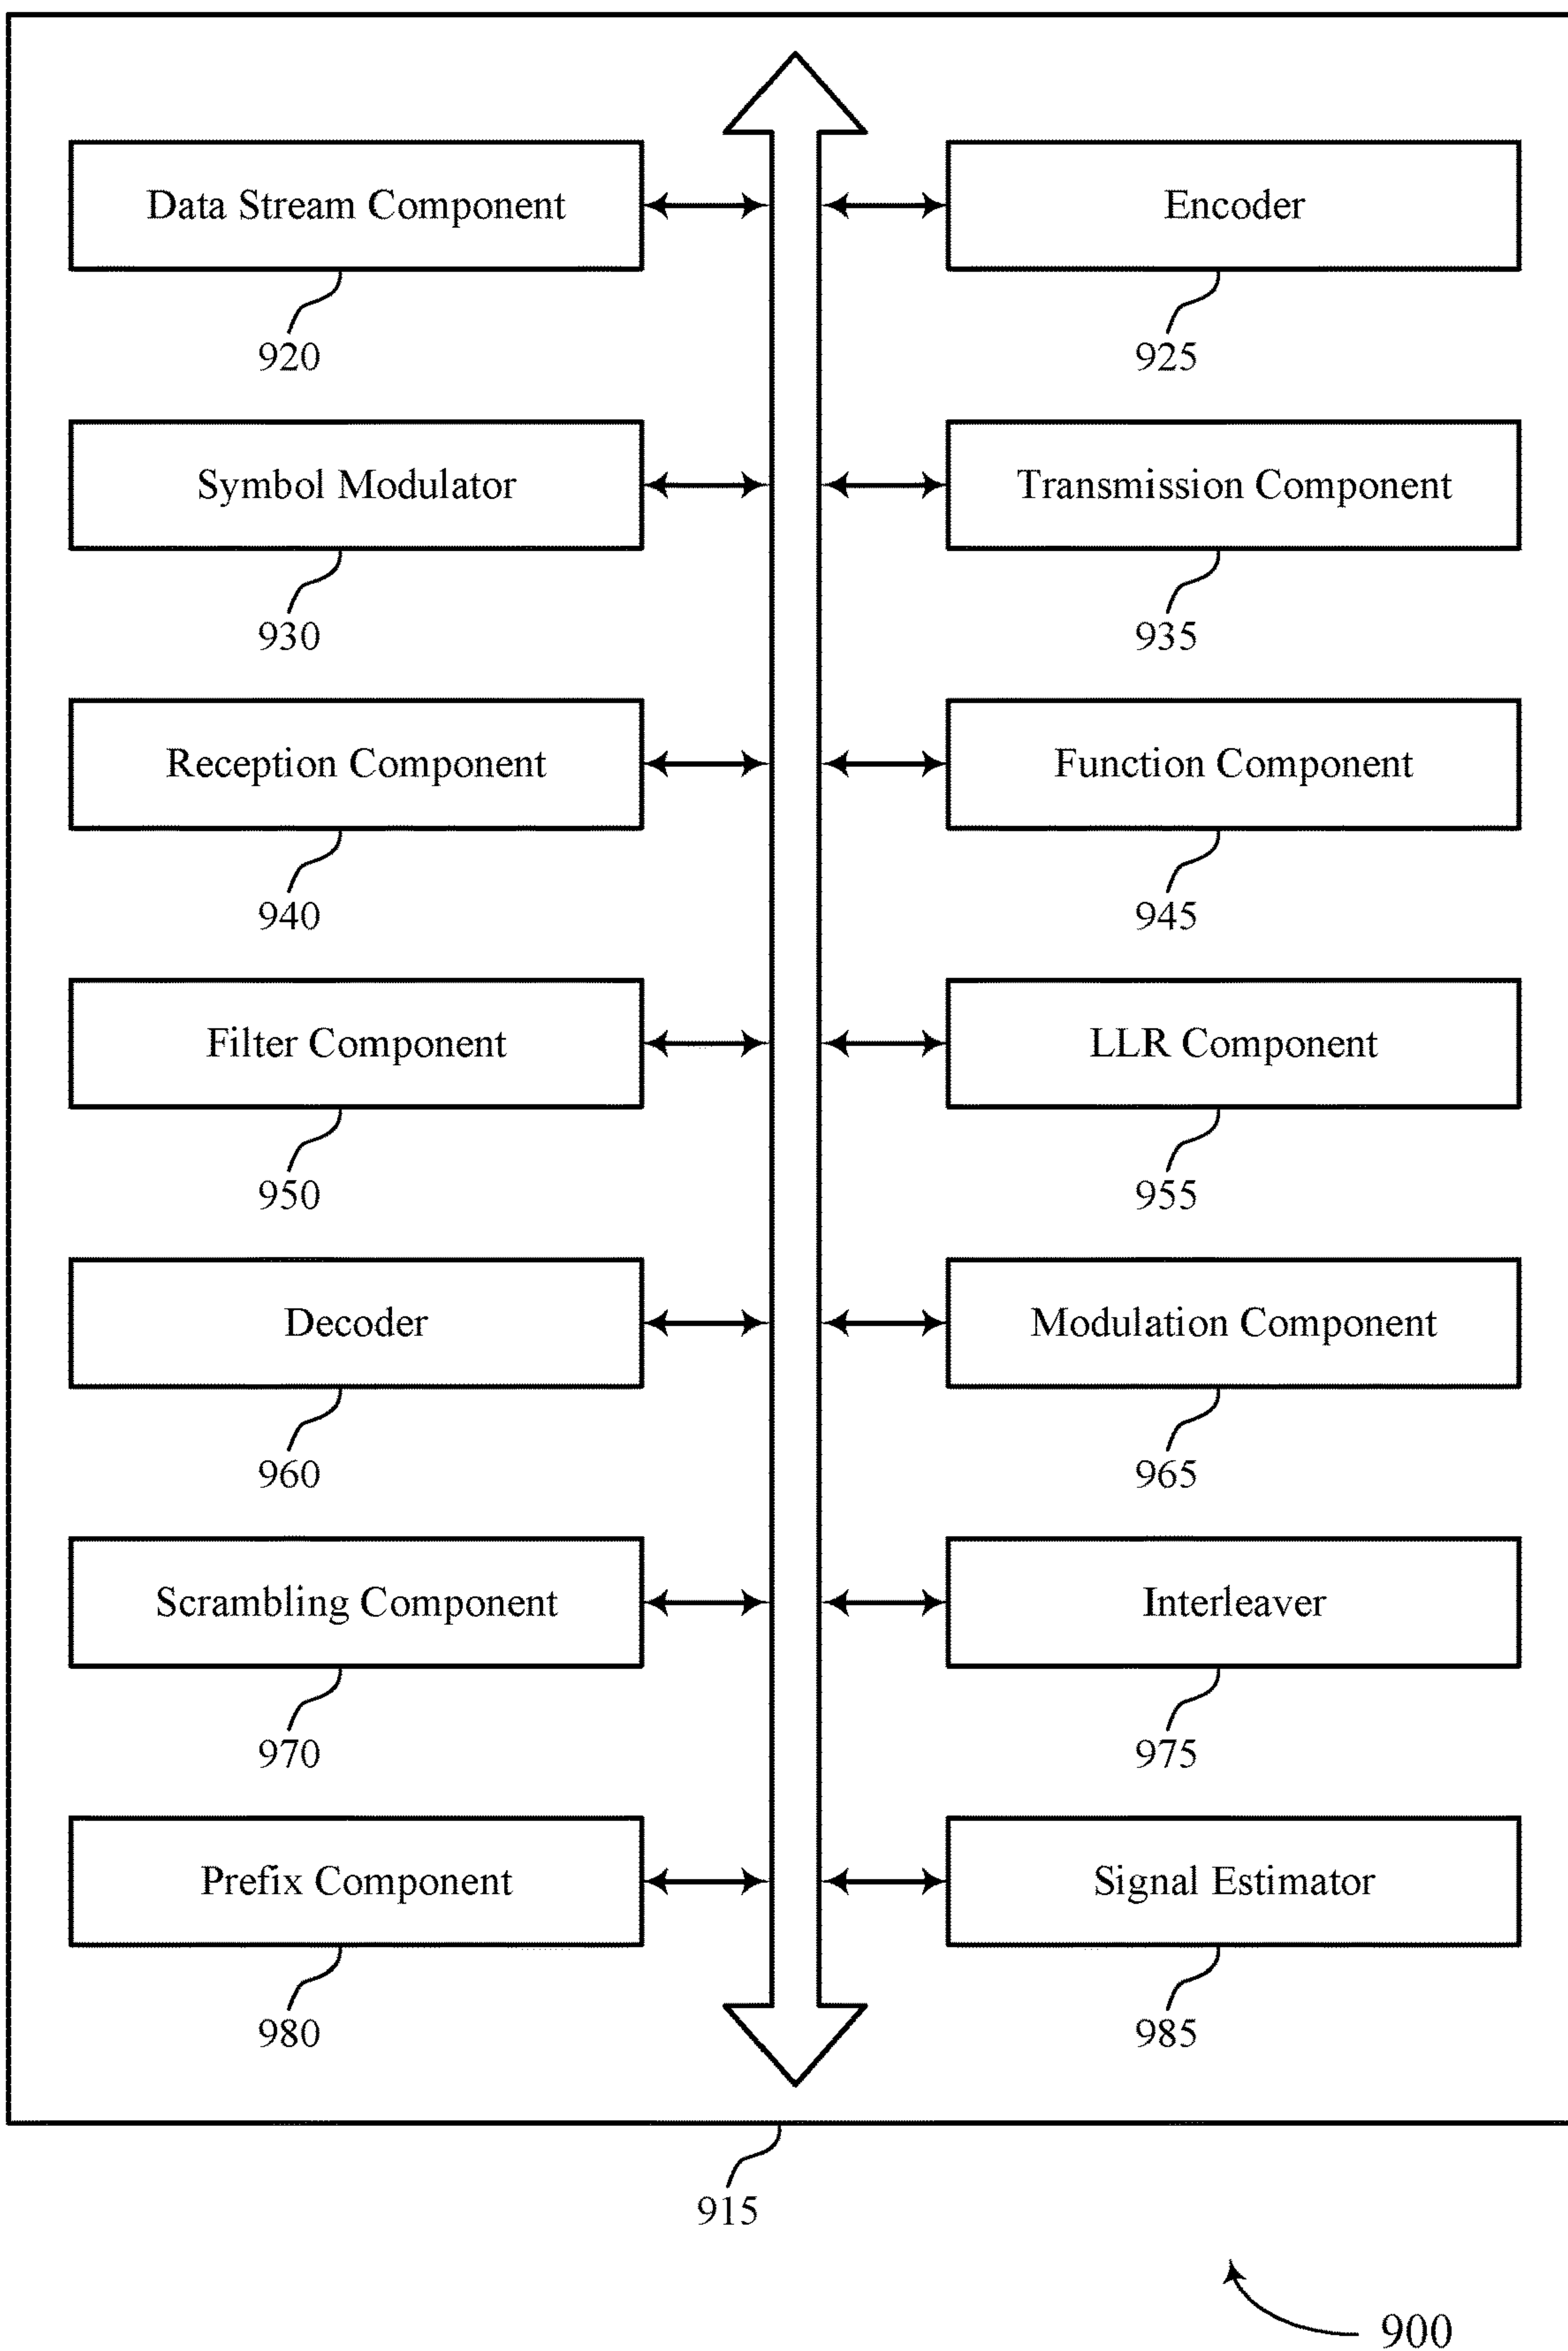 Data Stream Component
Encoder
920
925
Symbol Modulator
Transmission Component
930
935
Reception Component
Function Component
940
945
Filter Component
LLR Component
950
955
Decoder
Modulation Component
960
965
Scrambling Component
Interleaver
970
975
Prefix Component
Signal Estimator
980
985
915
900